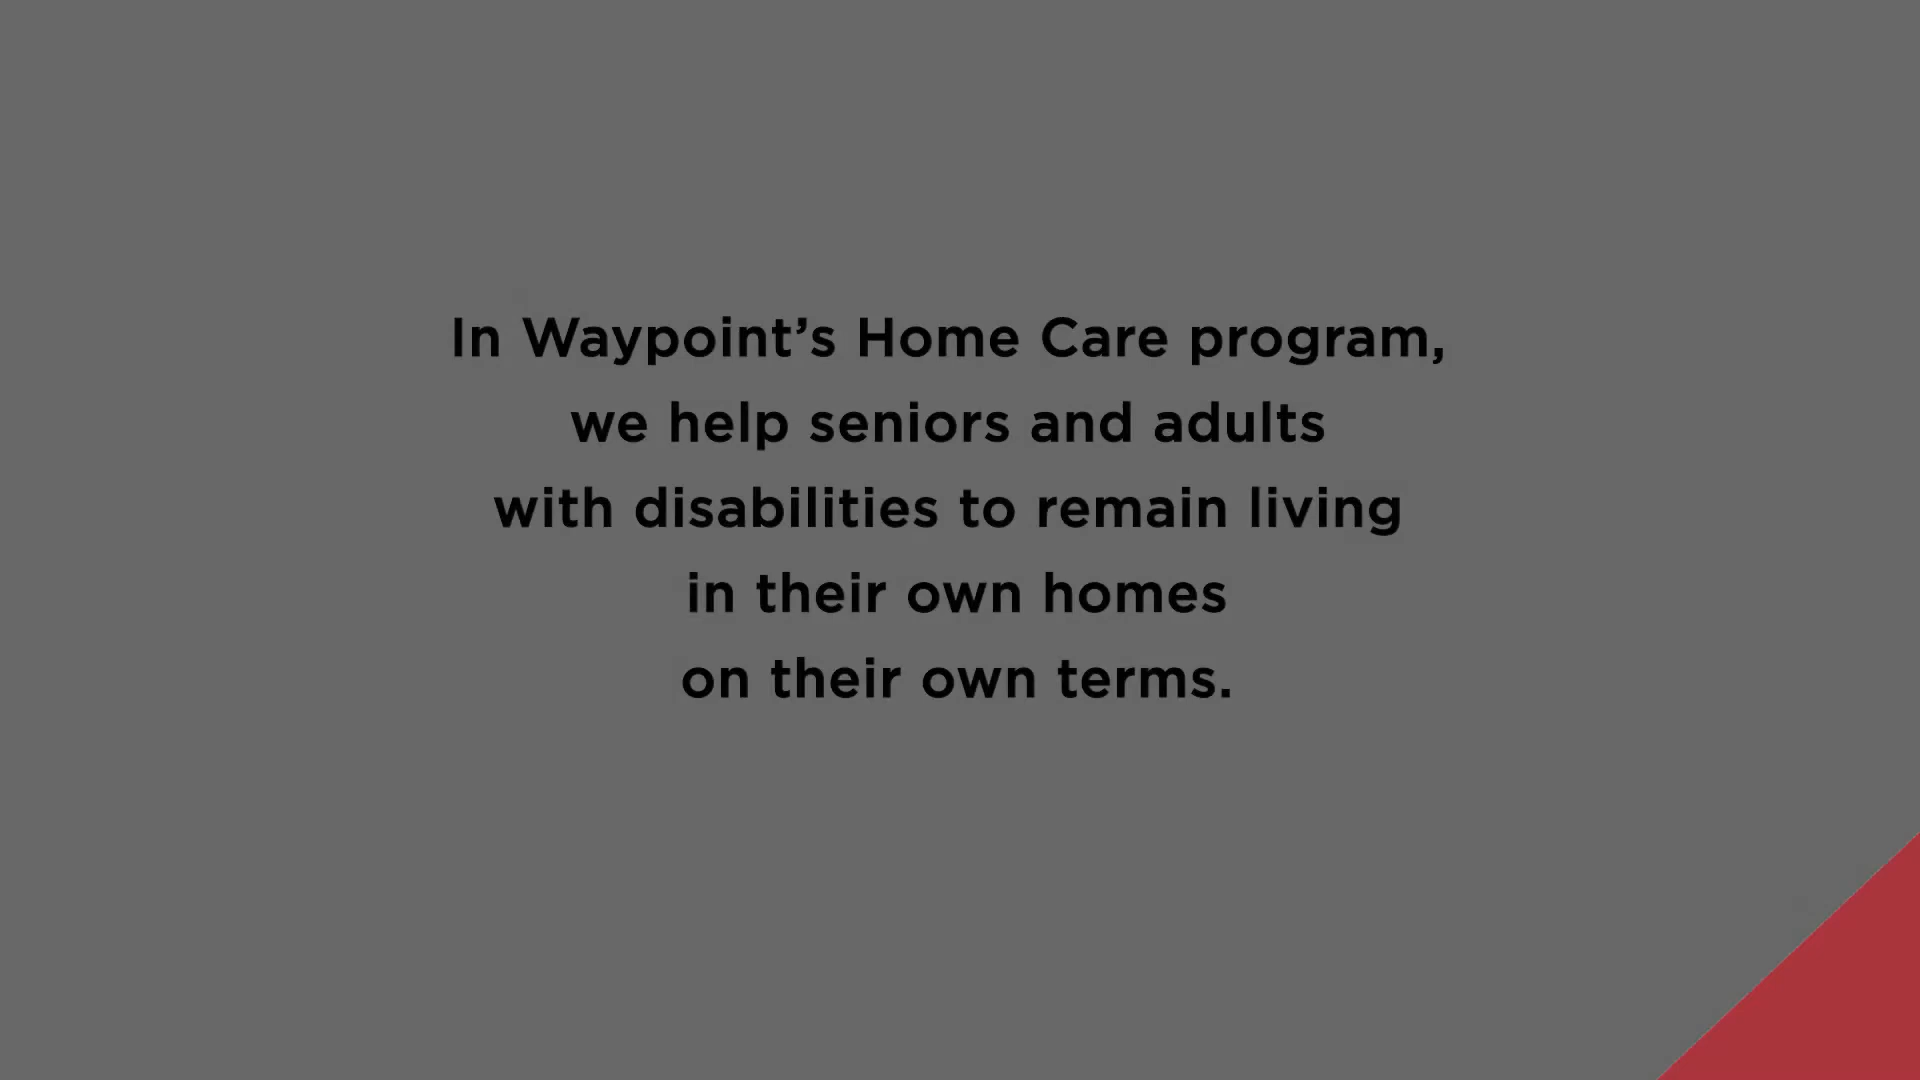 In Waypoint’s Home Care program,
we help seniors and adults
with disabilities to remain living
in their own homes
on their own terms.